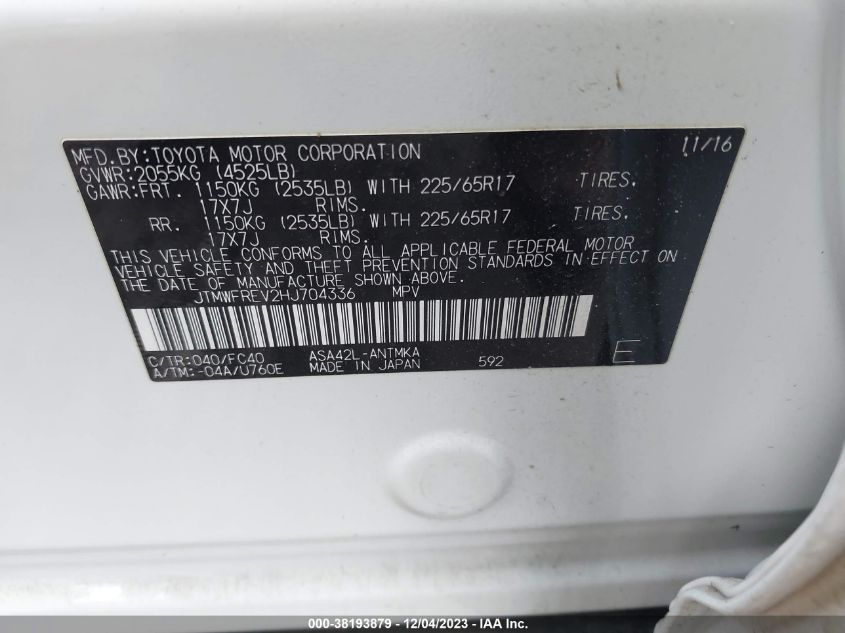 MFD.BY:TOYOTA MOTOR CORPORATION 11/16
GVWR:2055KG (4525LB)
GAWR:FRT. 1150KG (2535LB) WITH 225/65R17 TIRES,
17X7J RIMS.
RR. 1150KG (2535LB) WITH 225/65R17 TIRES,
17X7J RIMS.
THIS VEHICLE CONFORMS TO ALL APPLICABLE FEDERAL MOTOR
VEHICLE SAFETY AND THEFT PREVENTION STANDARDS IN EFFECT ON
THE DATE OF MANUFACTURE SHOWN ABOVE.
JTMWFREV2HJ704336 MPV
C/TR:040/FC40 ASA42L-ANTMKA
A/TM:-04A/U760E MADE IN JAPAN 592 E
000-38193879 - 12/04/2023 - IAA Inc.